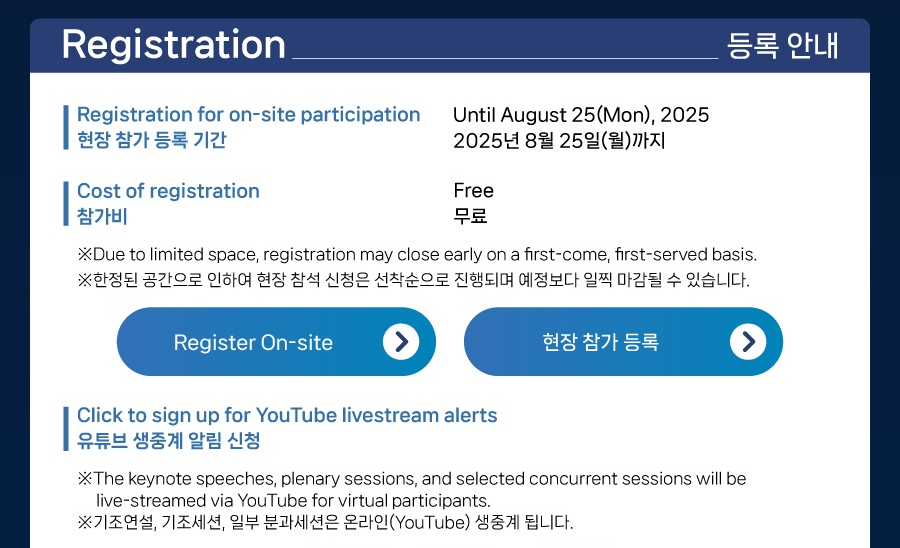 Registration 등록 안내
Registration for on-site participation Until August 25(Mon), 2025
현장 참가 등록 기간 2025년 8월 25일(월)까지
Cost of registration Free
참가비 무료
※Due to limited space, registration may close early on a first-come, first-served basis.
※한정된 공간으로 인하여 현장 참석 신청은 선착순으로 진행되며 예정보다 일찍 마감될 수 있습니다.
Register On-site 현장 참가 등록
Click to sign up for YouTube livestream alerts
유튜브 생중계 알림 신청
※The keynote speeches, plenary sessions, and selected concurrent sessions will be
live-streamed via YouTube for virtual participants.
※기조연설, 기조세션, 일부 분과세션은 온라인(YouTube) 생중계 됩니다.